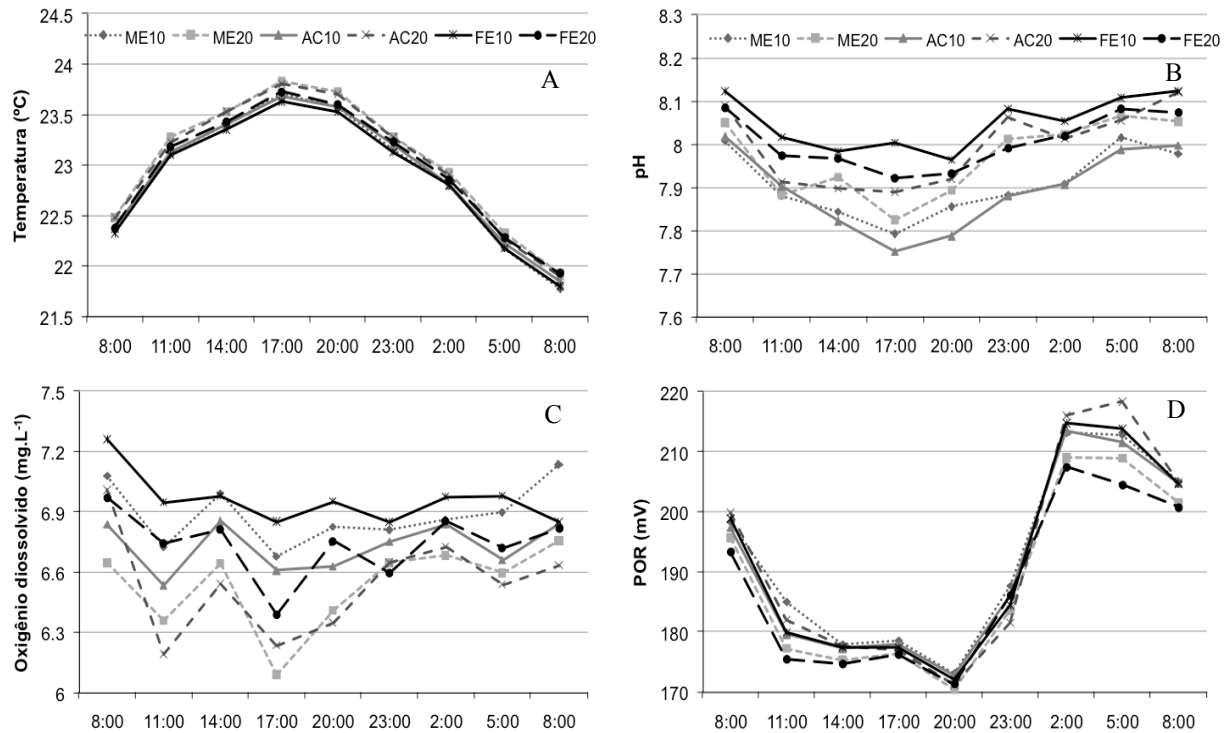 24.5
24
23.5
23
22.5
22
21.5
Temperatura (ºC)
ME10 ME20 AC10 AC20 FE10 FE20
A
8:00 11:00 14:00 17:00 20:00 23:00 2:00 5:00 8:00
8.3
8.2
8.1
8
7.9
7.8
7.7
7.6
pH
ME10 ME20 AC10 AC20 FE10 FE20
B
8:00 11:00 14:00 17:00 20:00 23:00 2:00 5:00 8:00
7.5
7.2
6.9
6.6
6.3
6
Oxigênio diossolvido (mg.L⁻¹)
C
8:00 11:00 14:00 17:00 20:00 23:00 2:00 5:00 8:00
220
210
200
190
180
170
POR (mV)
D
8:00 11:00 14:00 17:00 20:00 23:00 2:00 5:00 8:00